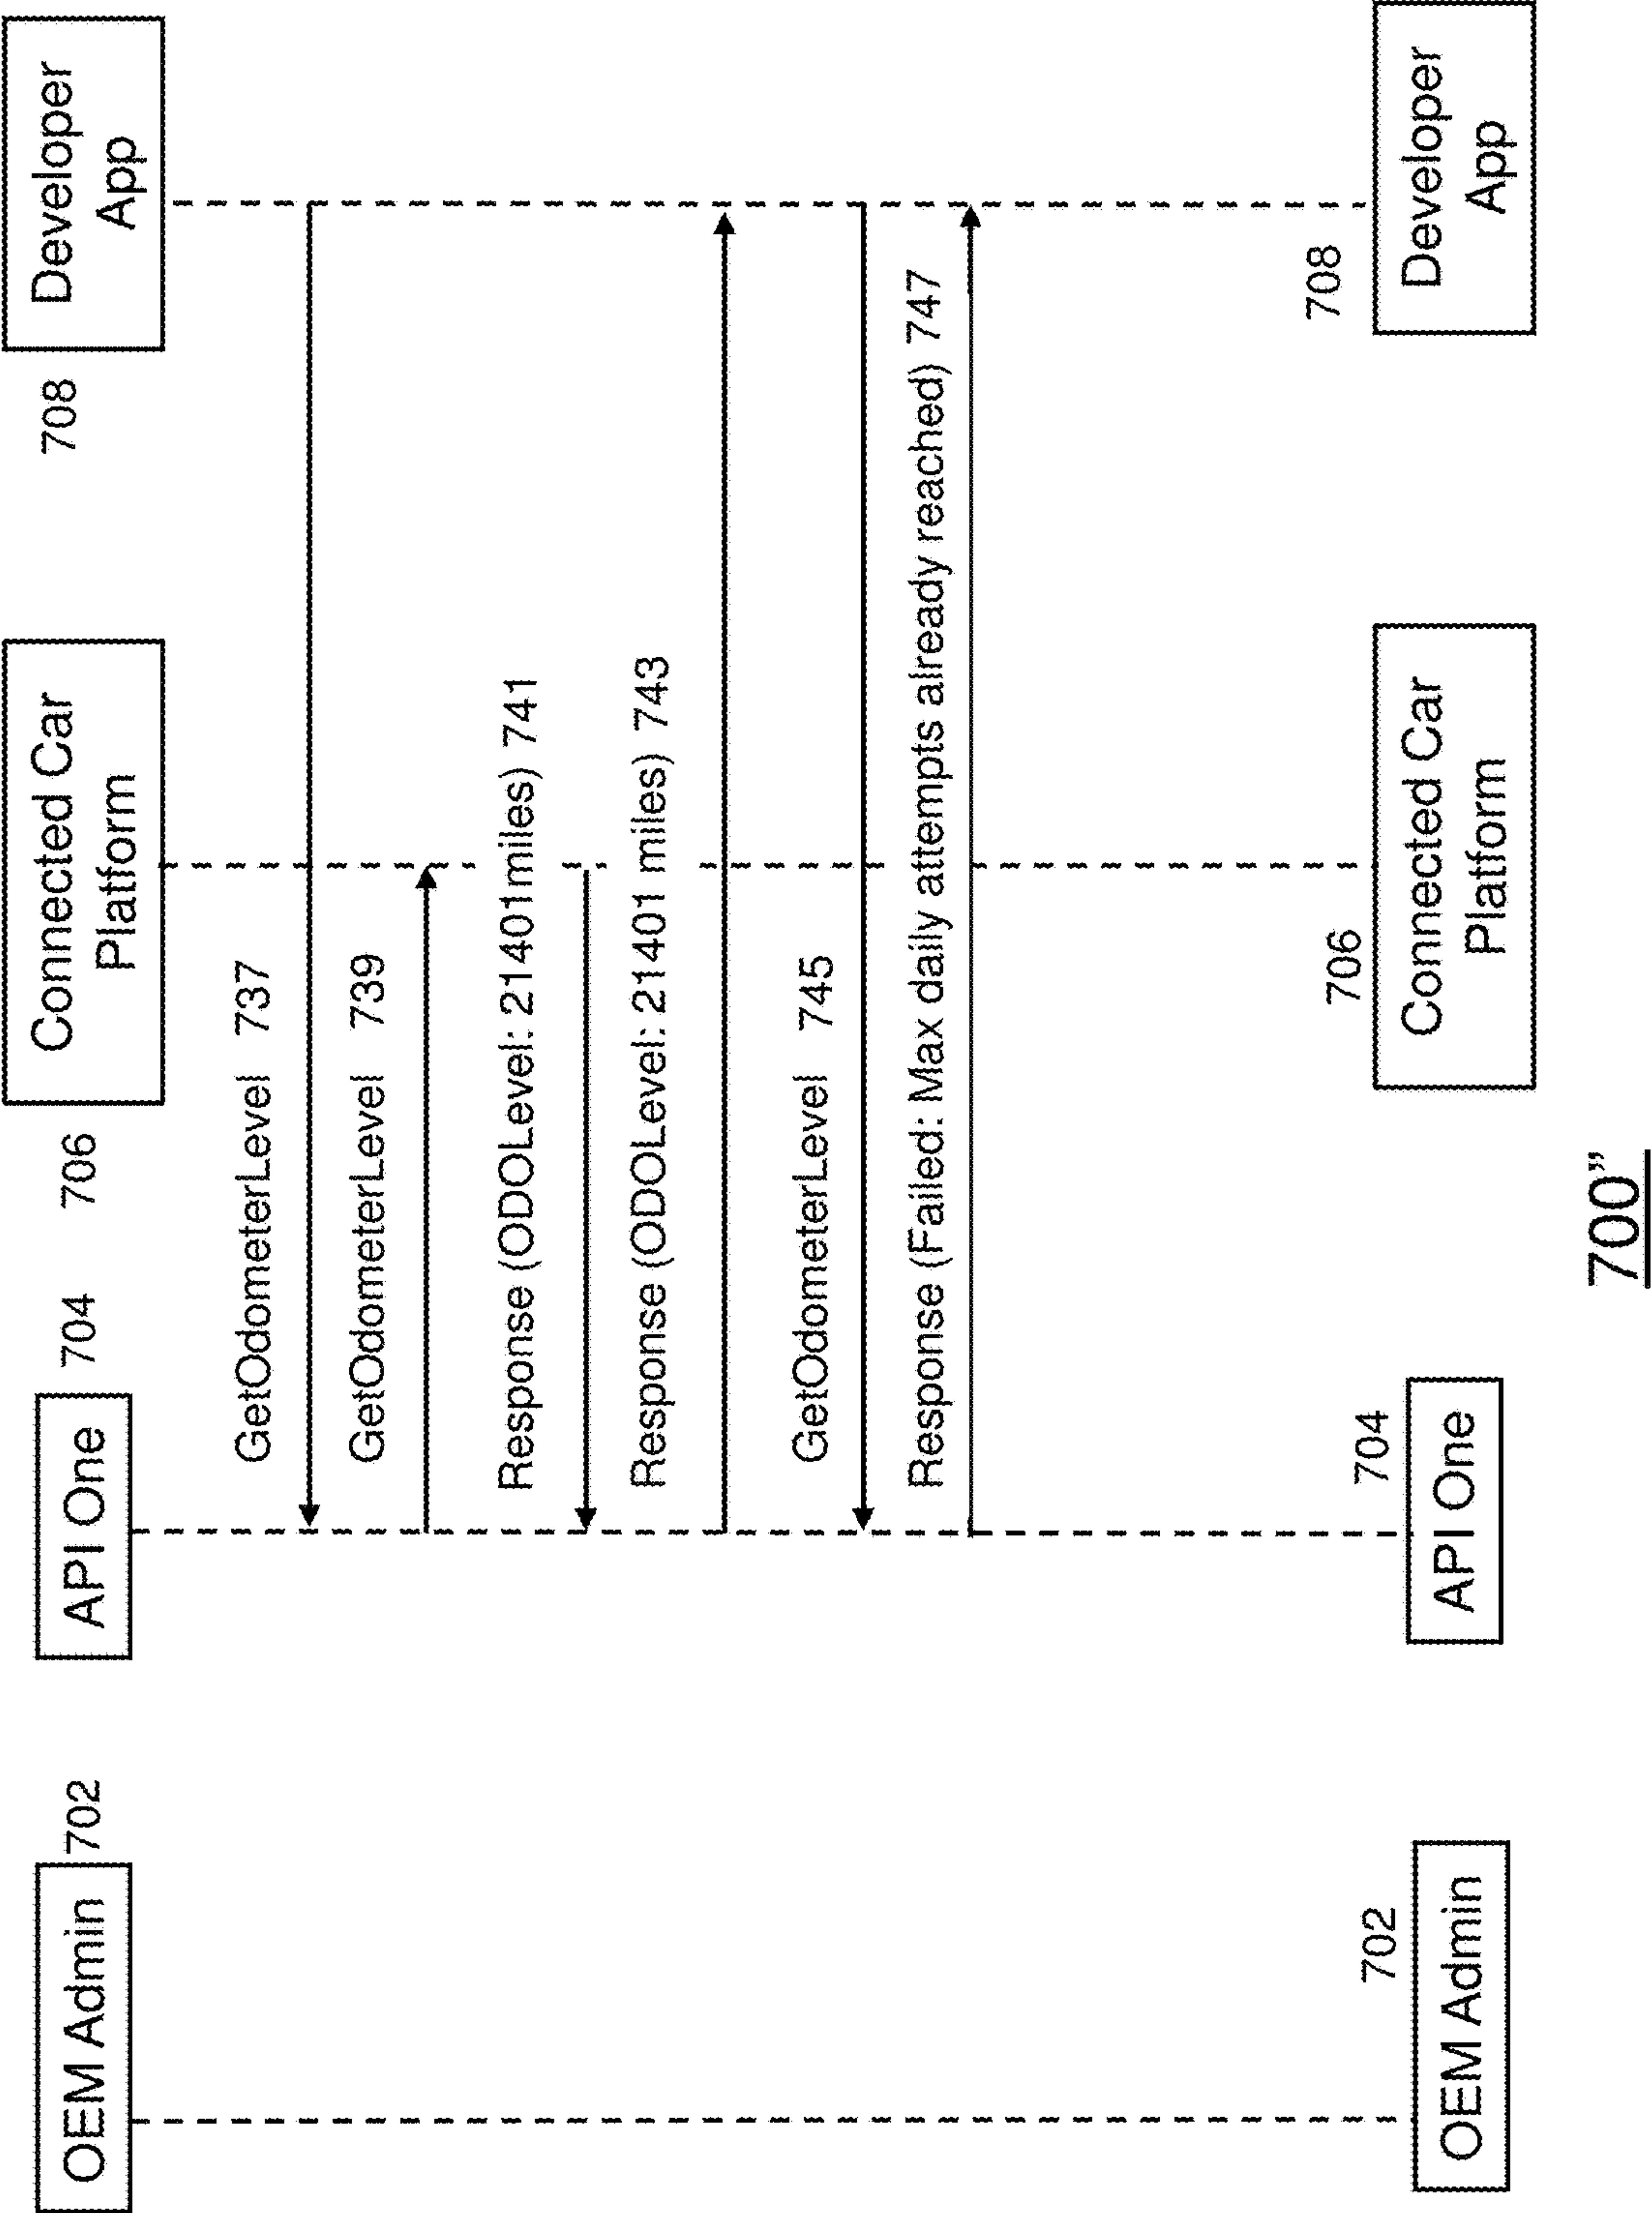 OEM Admin
702
API One
704
706
Connected Car
Platform
708
Developer
App
GetOdometerLevel 737
GetOdometerLevel 739
Response (ODOLevel: 21401miles) 741
Response (ODOLevel: 21401 miles) 743
GetOdometerLevel 745
Response (Failed: Max daily attempts already reached) 747
702
704
706
708
OEM Admin
API One
Connected Car
Platform
Developer
App
700”